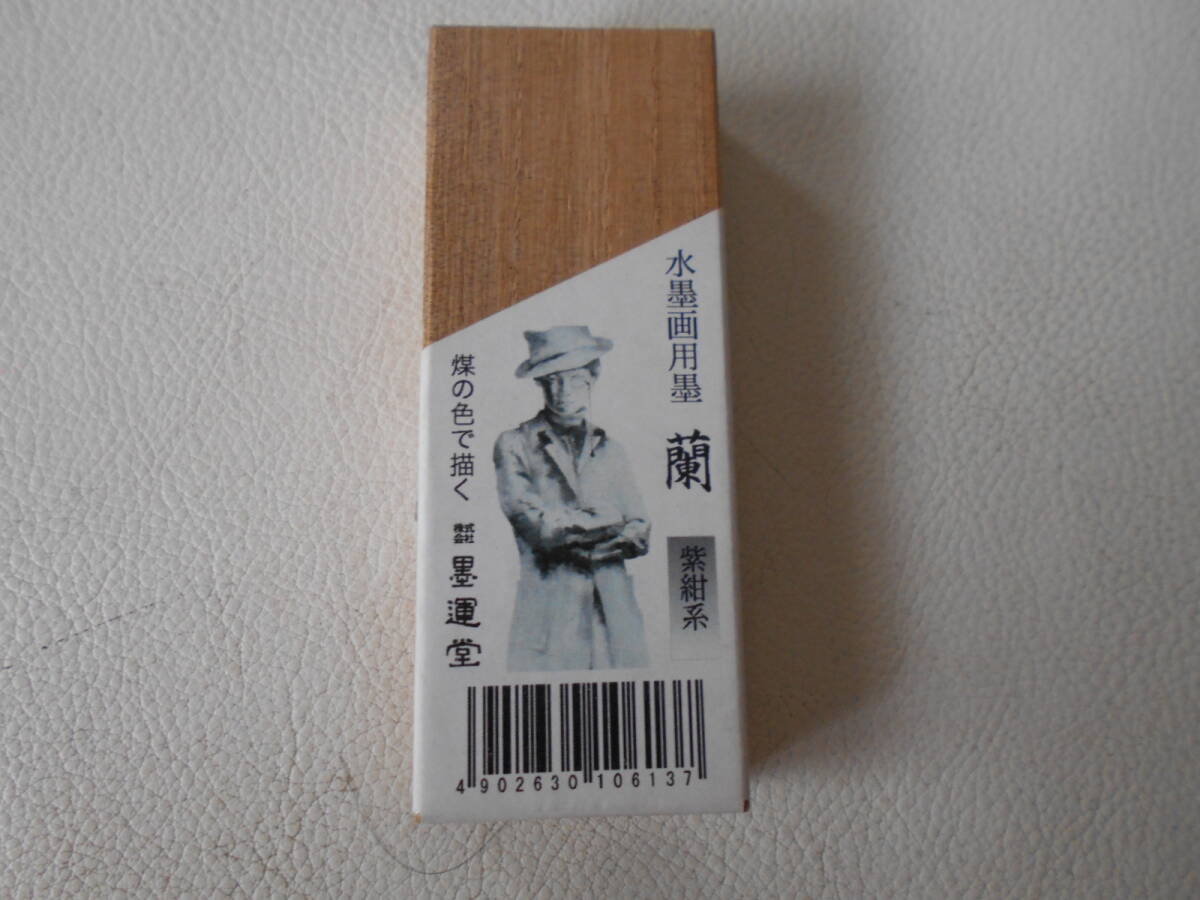 水墨画用墨 蘭
紫紺系
煤の色で描く
株式会社 墨運堂
4902630106137